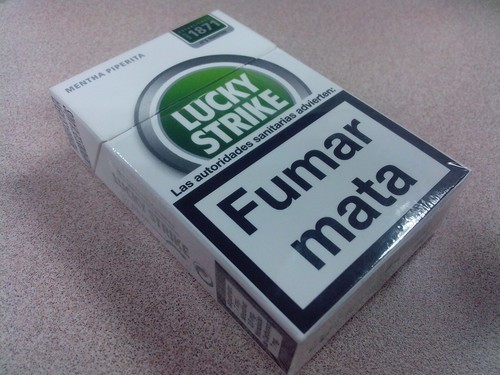 1871
MENTHA PIPERITA
LUCKY
STRIKE
Las autoridades sanitarias advierten:
Fumar
mata